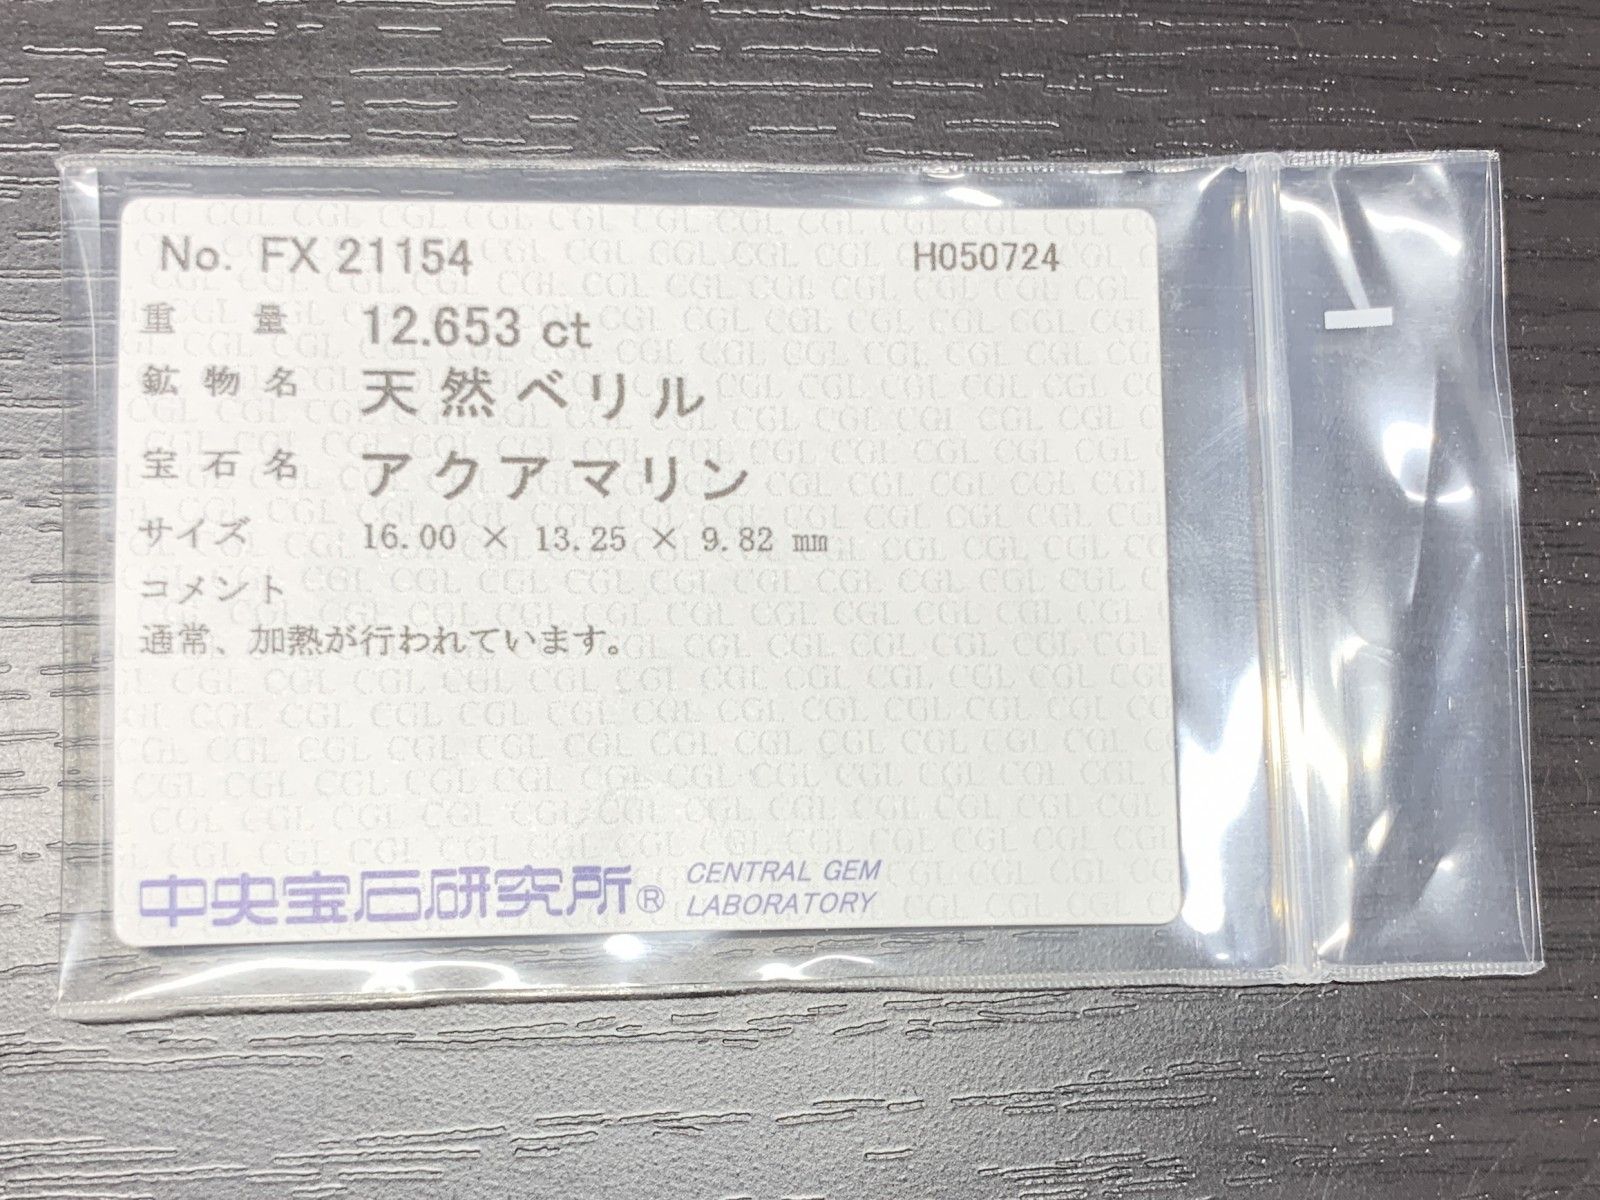 No. FX 21154 H050724
重量 12.653 ct
鉱物名 天然ベリル
宝石名 アクアマリン
サイズ 16.00 × 13.25 × 9.82 mm
コメント
通常、加熱が行われています。
中央宝石研究所® CENTRAL GEM
LABORATORY